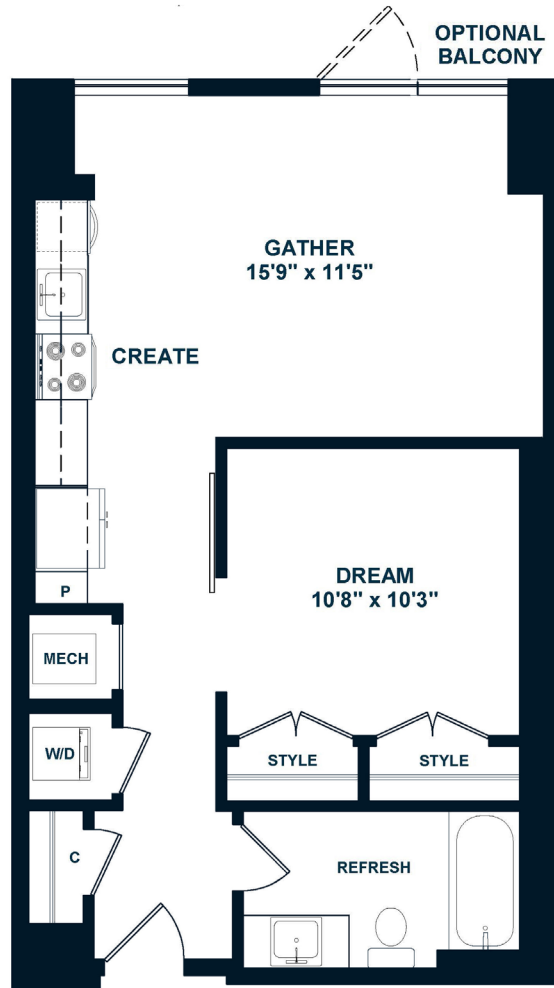 OPTIONAL
BALCONY
GATHER
15'9" x 11'5"
CREATE
DREAM
10'8" x 10'3"
P
MECH
W/D
STYLE
STYLE
C
REFRESH